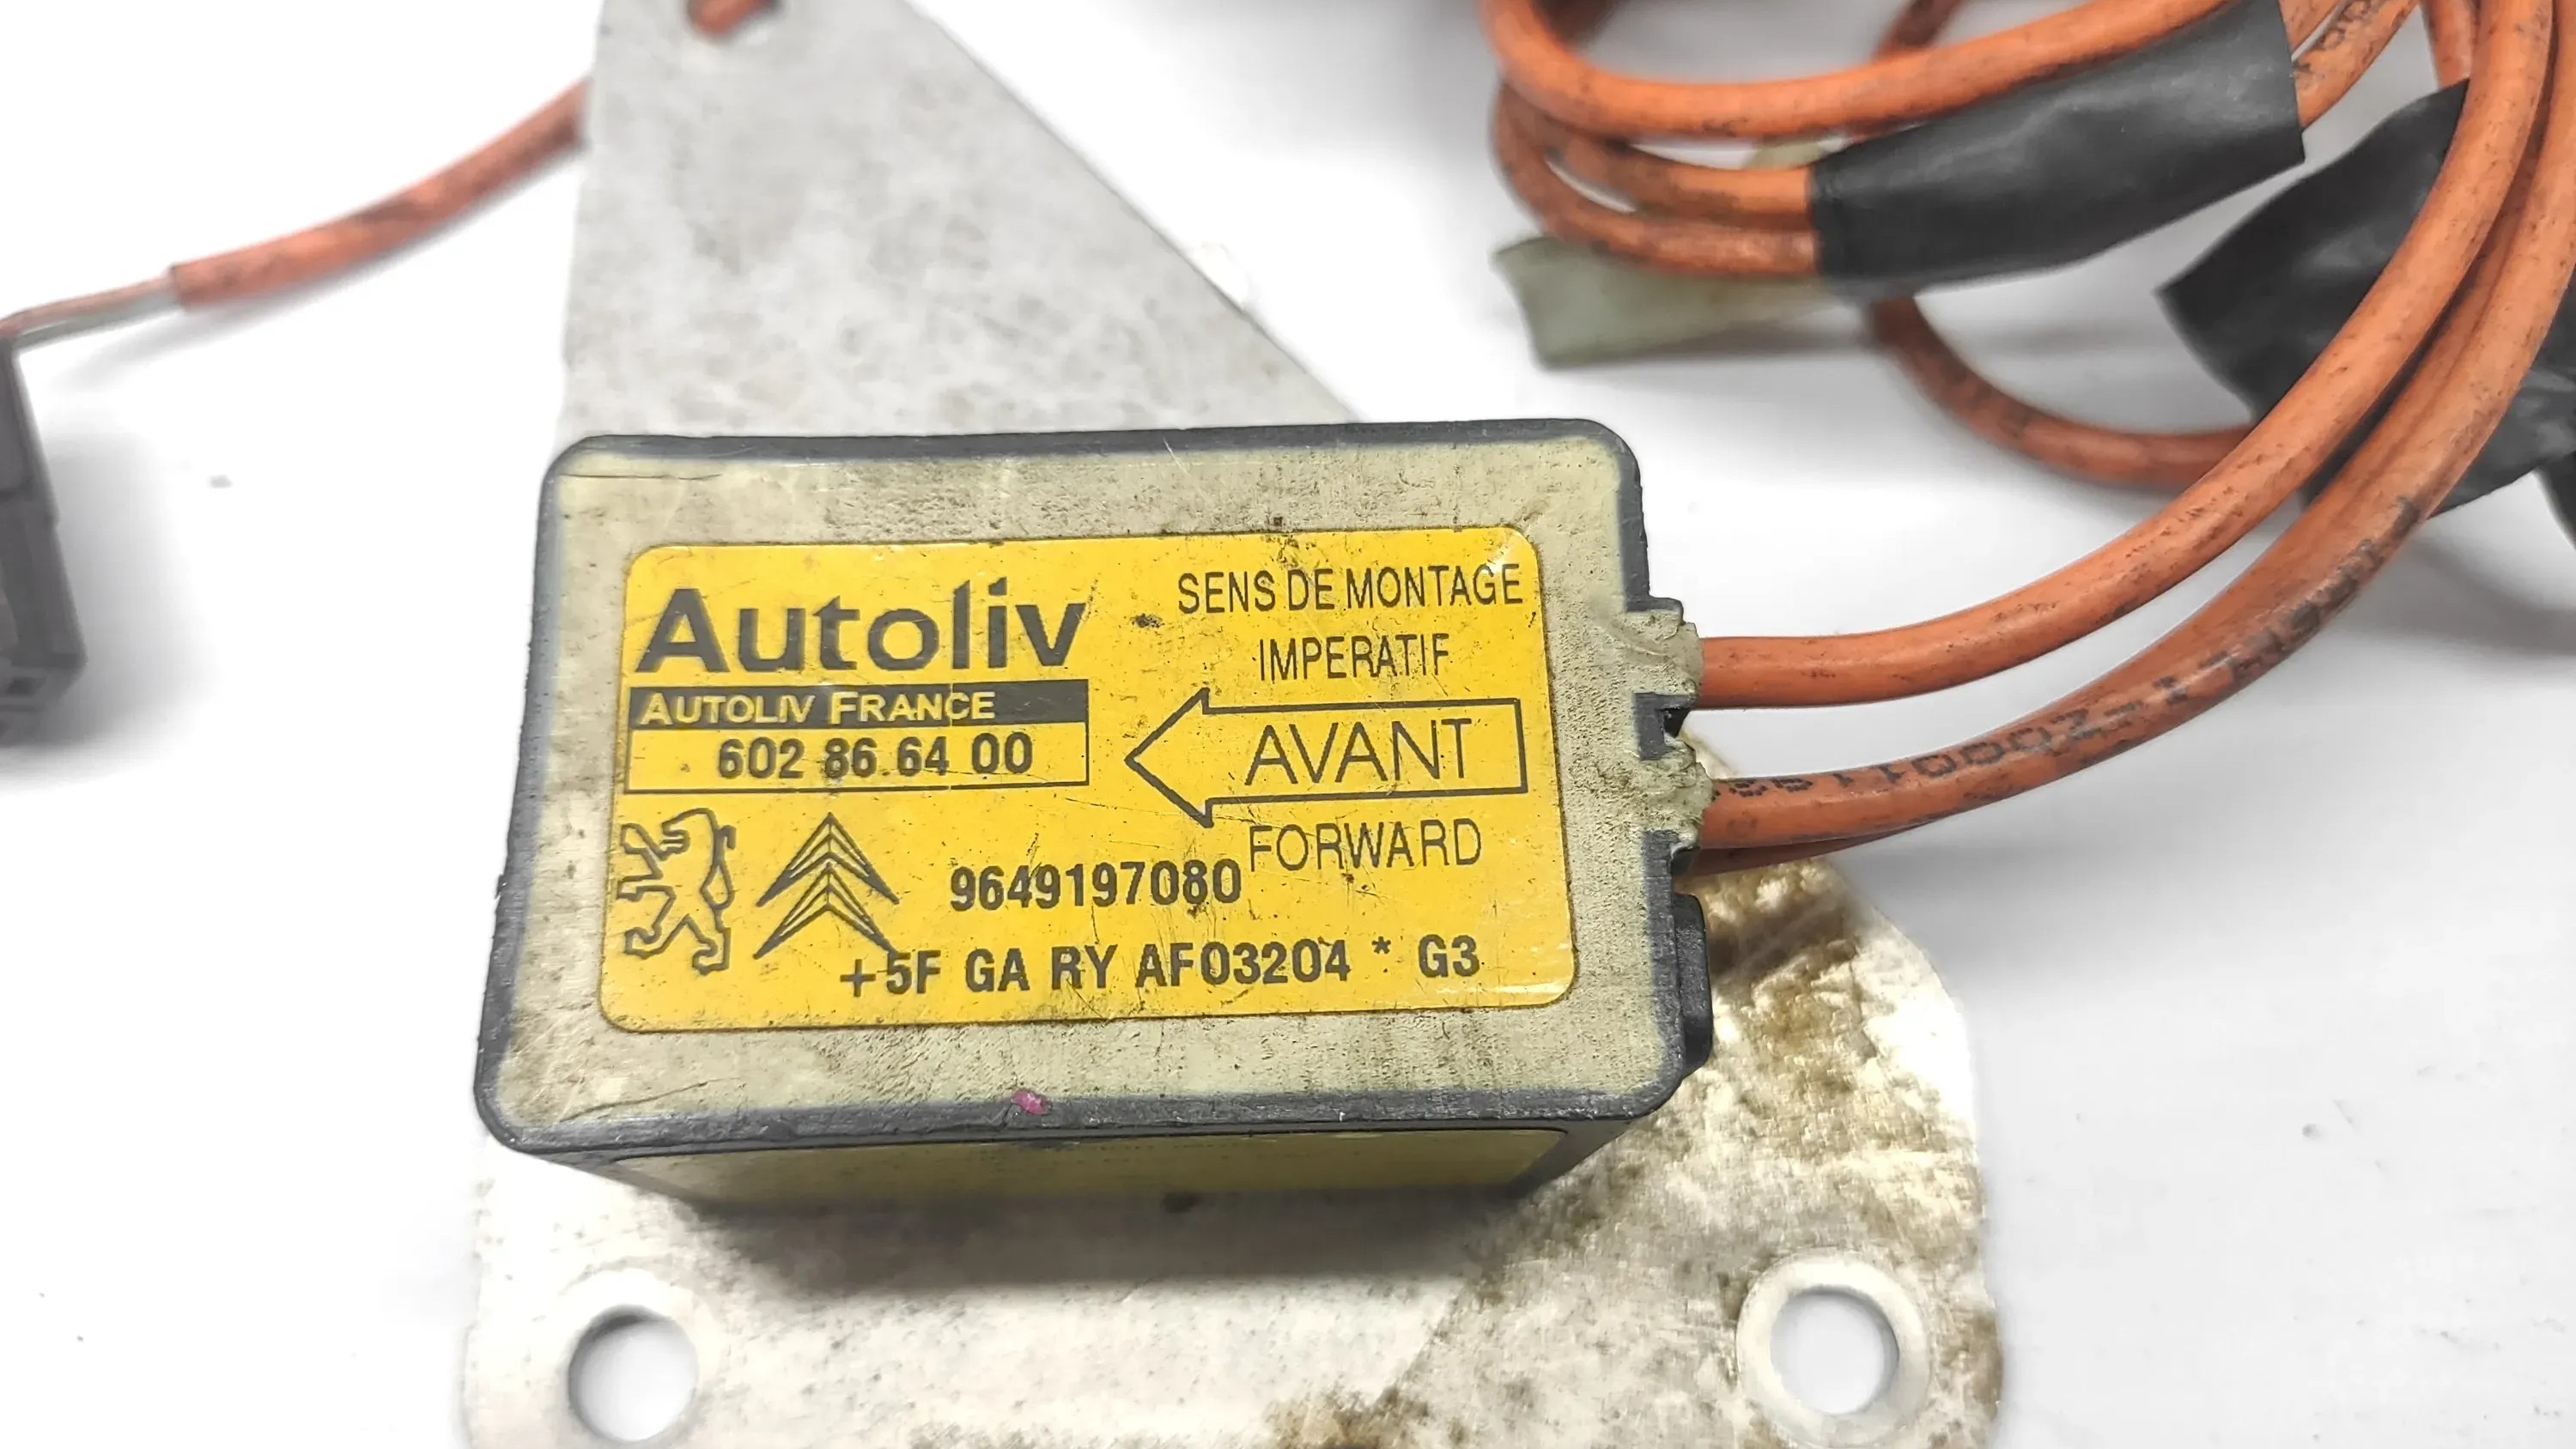 Autoliv
AUTOLIV FRANCE
602 86 64 00
SENS DE MONTAGE
IMPERATIF
AVANT
FORWARD
9649197080
+5F GA RY AF03204 * G3